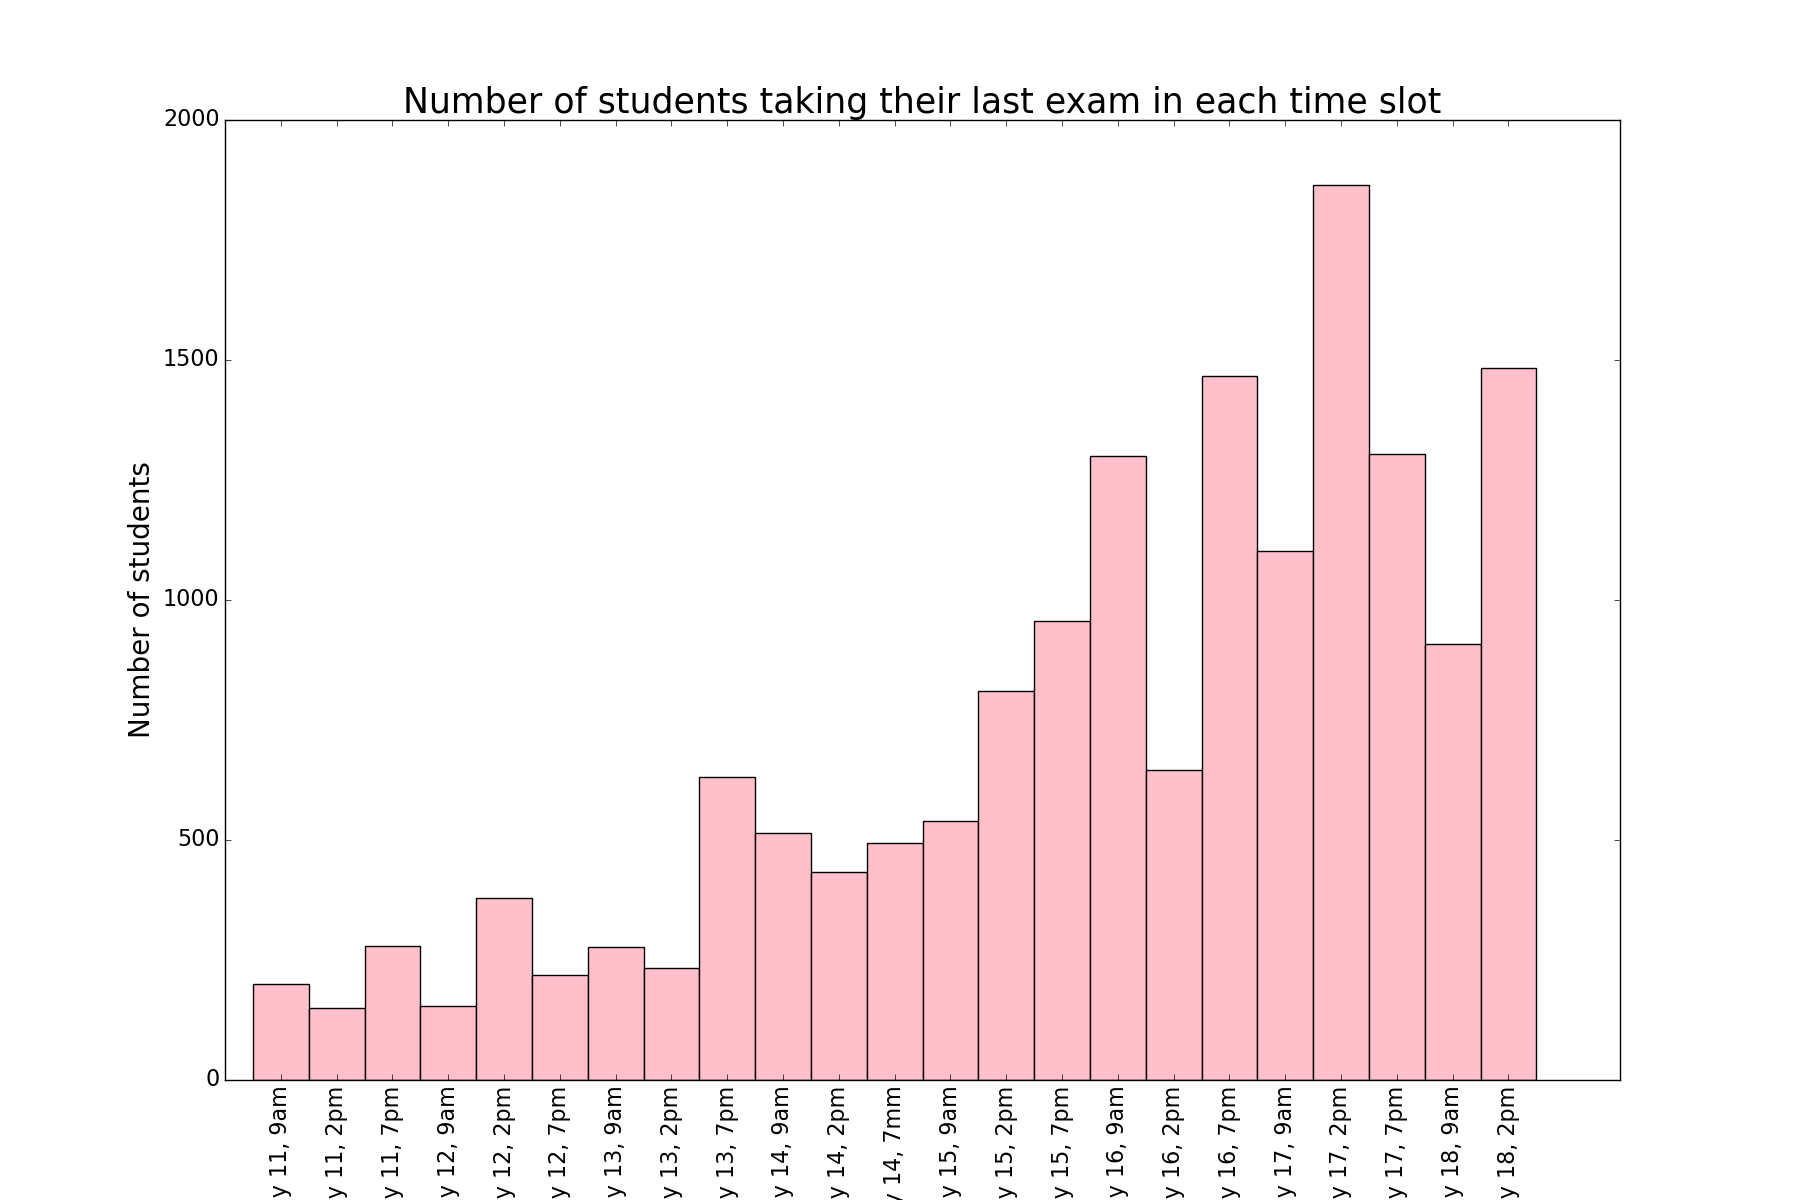 Number of students taking their last exam in each time slot
2000
1500
1000
500
0
Number of students
y 11, 9am
y 11, 2pm
y 11, 7pm
y 12, 9am
y 12, 2pm
y 12, 7pm
y 13, 9am
y 13, 2pm
y 13, 7pm
y 14, 9am
y 14, 2pm
y 14, 7mm
y 15, 9am
y 15, 2pm
y 15, 7pm
y 16, 9am
y 16, 2pm
y 16, 7pm
y 17, 9am
y 17, 2pm
y 17, 7pm
y 18, 9am
y 18, 2pm